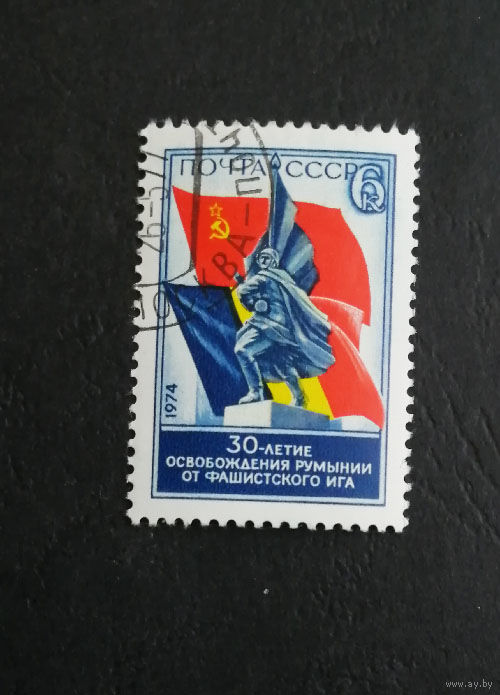 ПОЧТА СССР 6 к
1974
30-ЛЕТИЕ
ОСВОБОЖДЕНИЯ РУМЫНИИ
ОТ ФАШИСТСКОГО ИГА
www.ay.by